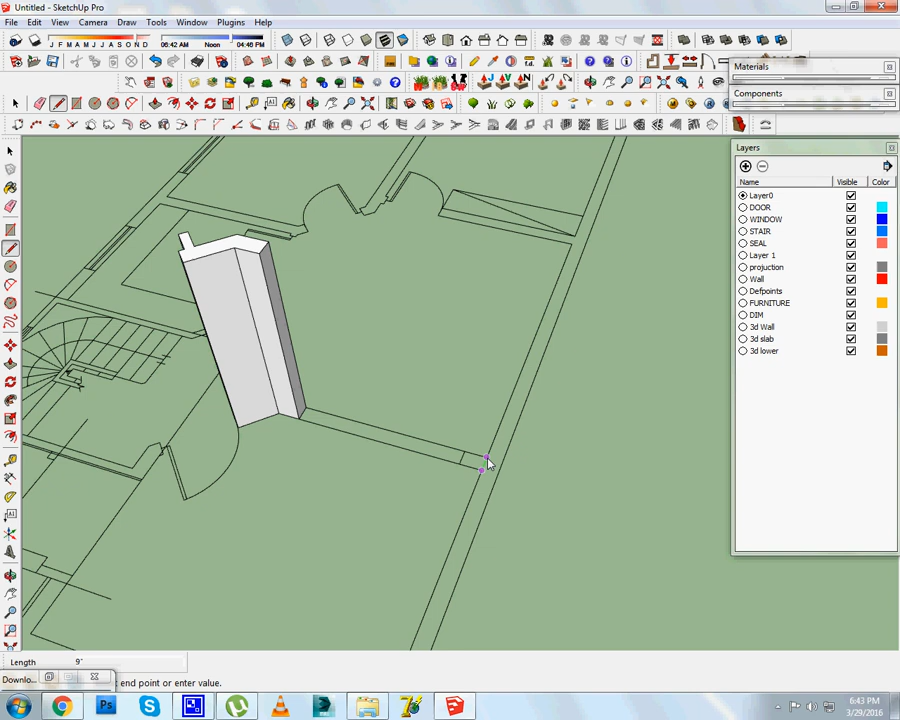 Untitled - SketchUp Pro
File Edit View Camera Draw Tools Window Plugins Help
J F M A M J J A S O N D 06:42 AM Noon 04:46 PM
Materials
Components
Layers
Name Visible Color
Layer0
DOOR
WINDOW
STAIR
SEAL
Layer 1
projuction
Wall
Defpoints
FURNITURE
DIM
3d Wall
3d slab
3d lower
Length 9"
Downlo... end point or enter value.
6:43 PM
3/29/2016